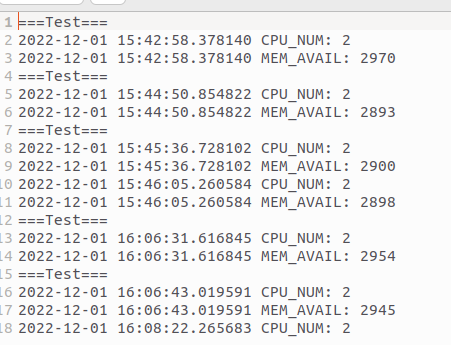 1 ===Test===
2 2022-12-01 15:42:58.378140 CPU_NUM: 2
3 2022-12-01 15:42:58.378140 MEM_AVAIL: 2970
4 ===Test===
5 2022-12-01 15:44:50.854822 CPU_NUM: 2
6 2022-12-01 15:44:50.854822 MEM_AVAIL: 2893
7 ===Test===
8 2022-12-01 15:45:36.728102 CPU_NUM: 2
9 2022-12-01 15:45:36.728102 MEM_AVAIL: 2900
10 2022-12-01 15:46:05.260584 CPU_NUM: 2
11 2022-12-01 15:46:05.260584 MEM_AVAIL: 2898
12 ===Test===
13 2022-12-01 16:06:31.616845 CPU_NUM: 2
14 2022-12-01 16:06:31.616845 MEM_AVAIL: 2954
15 ===Test===
16 2022-12-01 16:06:43.019591 CPU_NUM: 2
17 2022-12-01 16:06:43.019591 MEM_AVAIL: 2945
18 2022-12-01 16:08:22.265683 CPU_NUM: 2